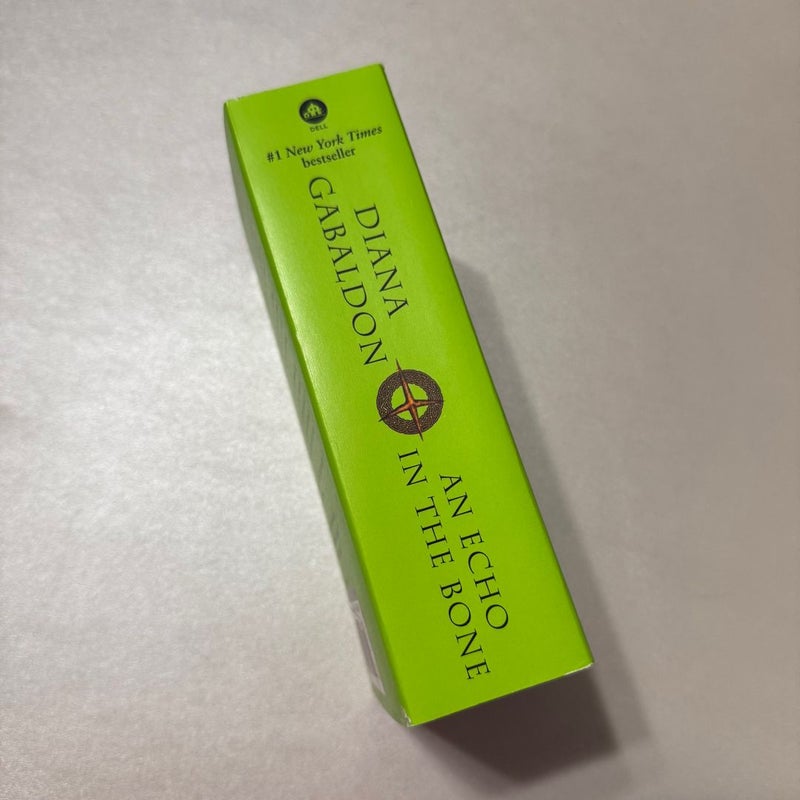 DELL
#1 New York Times
bestseller
DIANA
GABALDON
AN ECHO
IN THE BONE